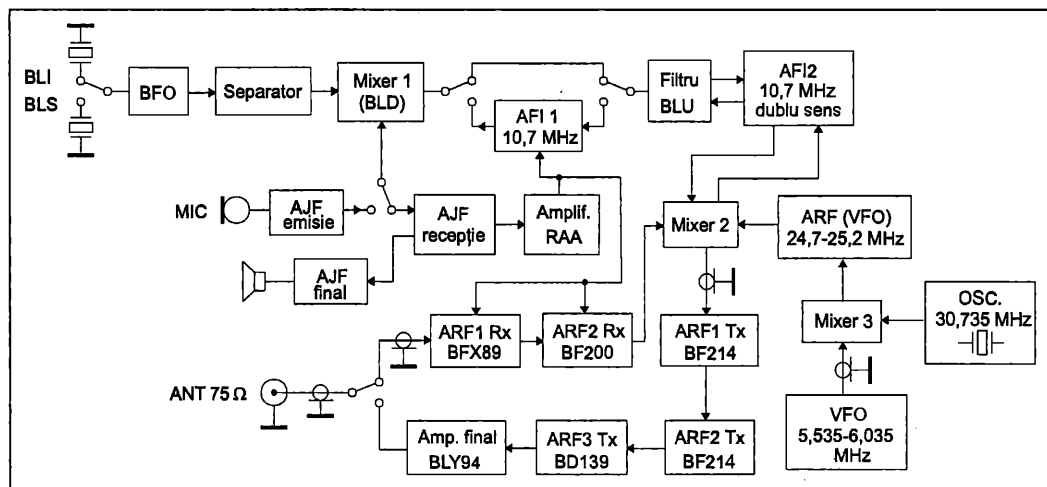 BLI
BLS
BFO
Separator
Mixer 1
(BLD)
AFI 1
10,7 MHz
Filtru
BLU
AFI2
10,7 MHz
dublu sens
MIC
AJF
emisie
AJF
recepție
Amplif.
RAA
Mixer 2
ARF (VFO)
24,7-25,2 MHz
AJF
final
Mixer 3
OSC.
30,735 MHz
ARF1 Rx
BFX89
ARF2 Rx
BF200
ARF1 Tx
BF214
ANT 75 Ω
VFO
5,535-6,035
MHz
Amp. final
BLY94
ARF3 Tx
BD139
ARF2 Tx
BF214